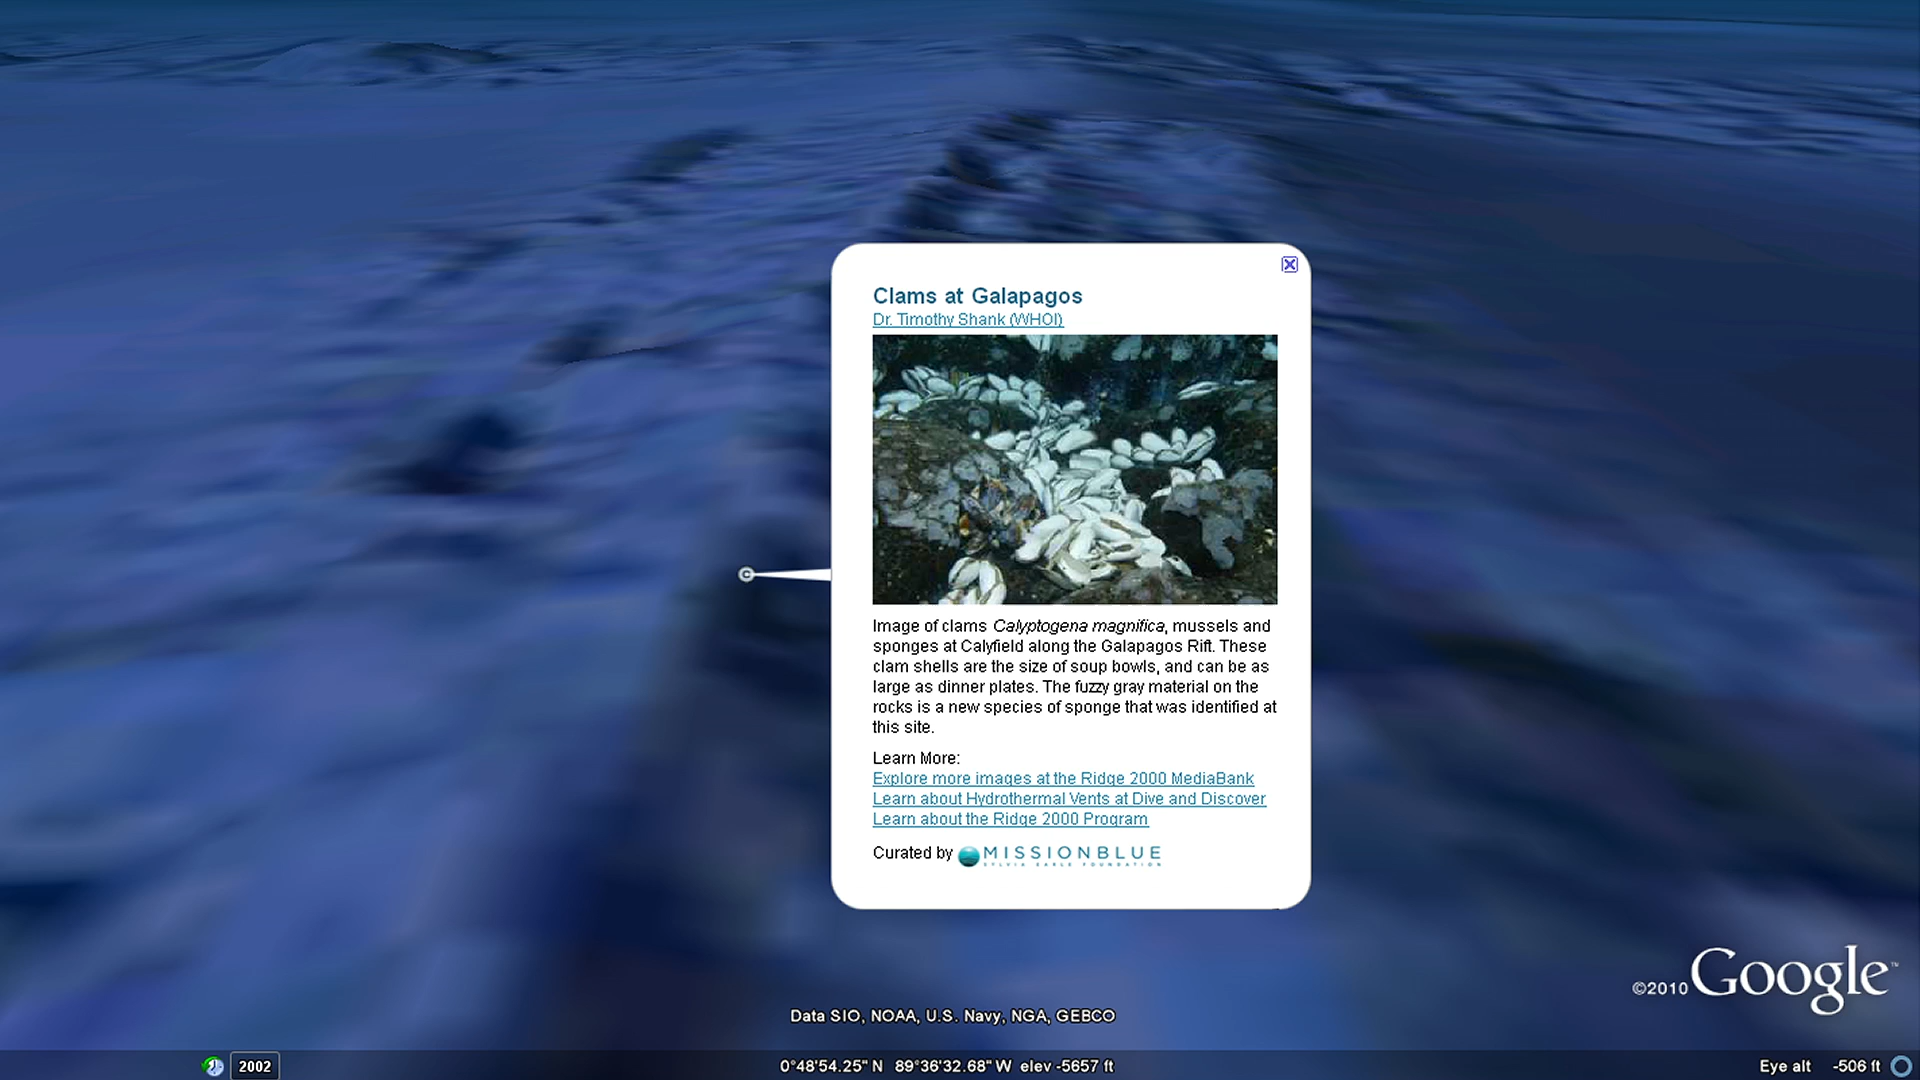 Clams at Galapagos
Dr. Timothy Shank (WHOI)
Image of clams Calyptogena magnifica, mussels and
sponges at Calyfield along the Galapagos Rift. These
clam shells are the size of soup bowls, and can be as
large as dinner plates. The fuzzy gray material on the
rocks is a new species of sponge that was identified at
this site.
Learn More:
Explore more images at the Ridge 2000 MediaBank
Learn about Hydrothermal Vents at Dive and Discover
Learn about the Ridge 2000 Program
Curated by MISSIONBLUE
SYLVIA EARLE FOUNDATION
©2010 Google™
Data SIO, NOAA, U.S. Navy, NGA, GEBCO
2002 0°48'54.25" N 89°36'32.68" W elev -5657 ft Eye alt -506 ft